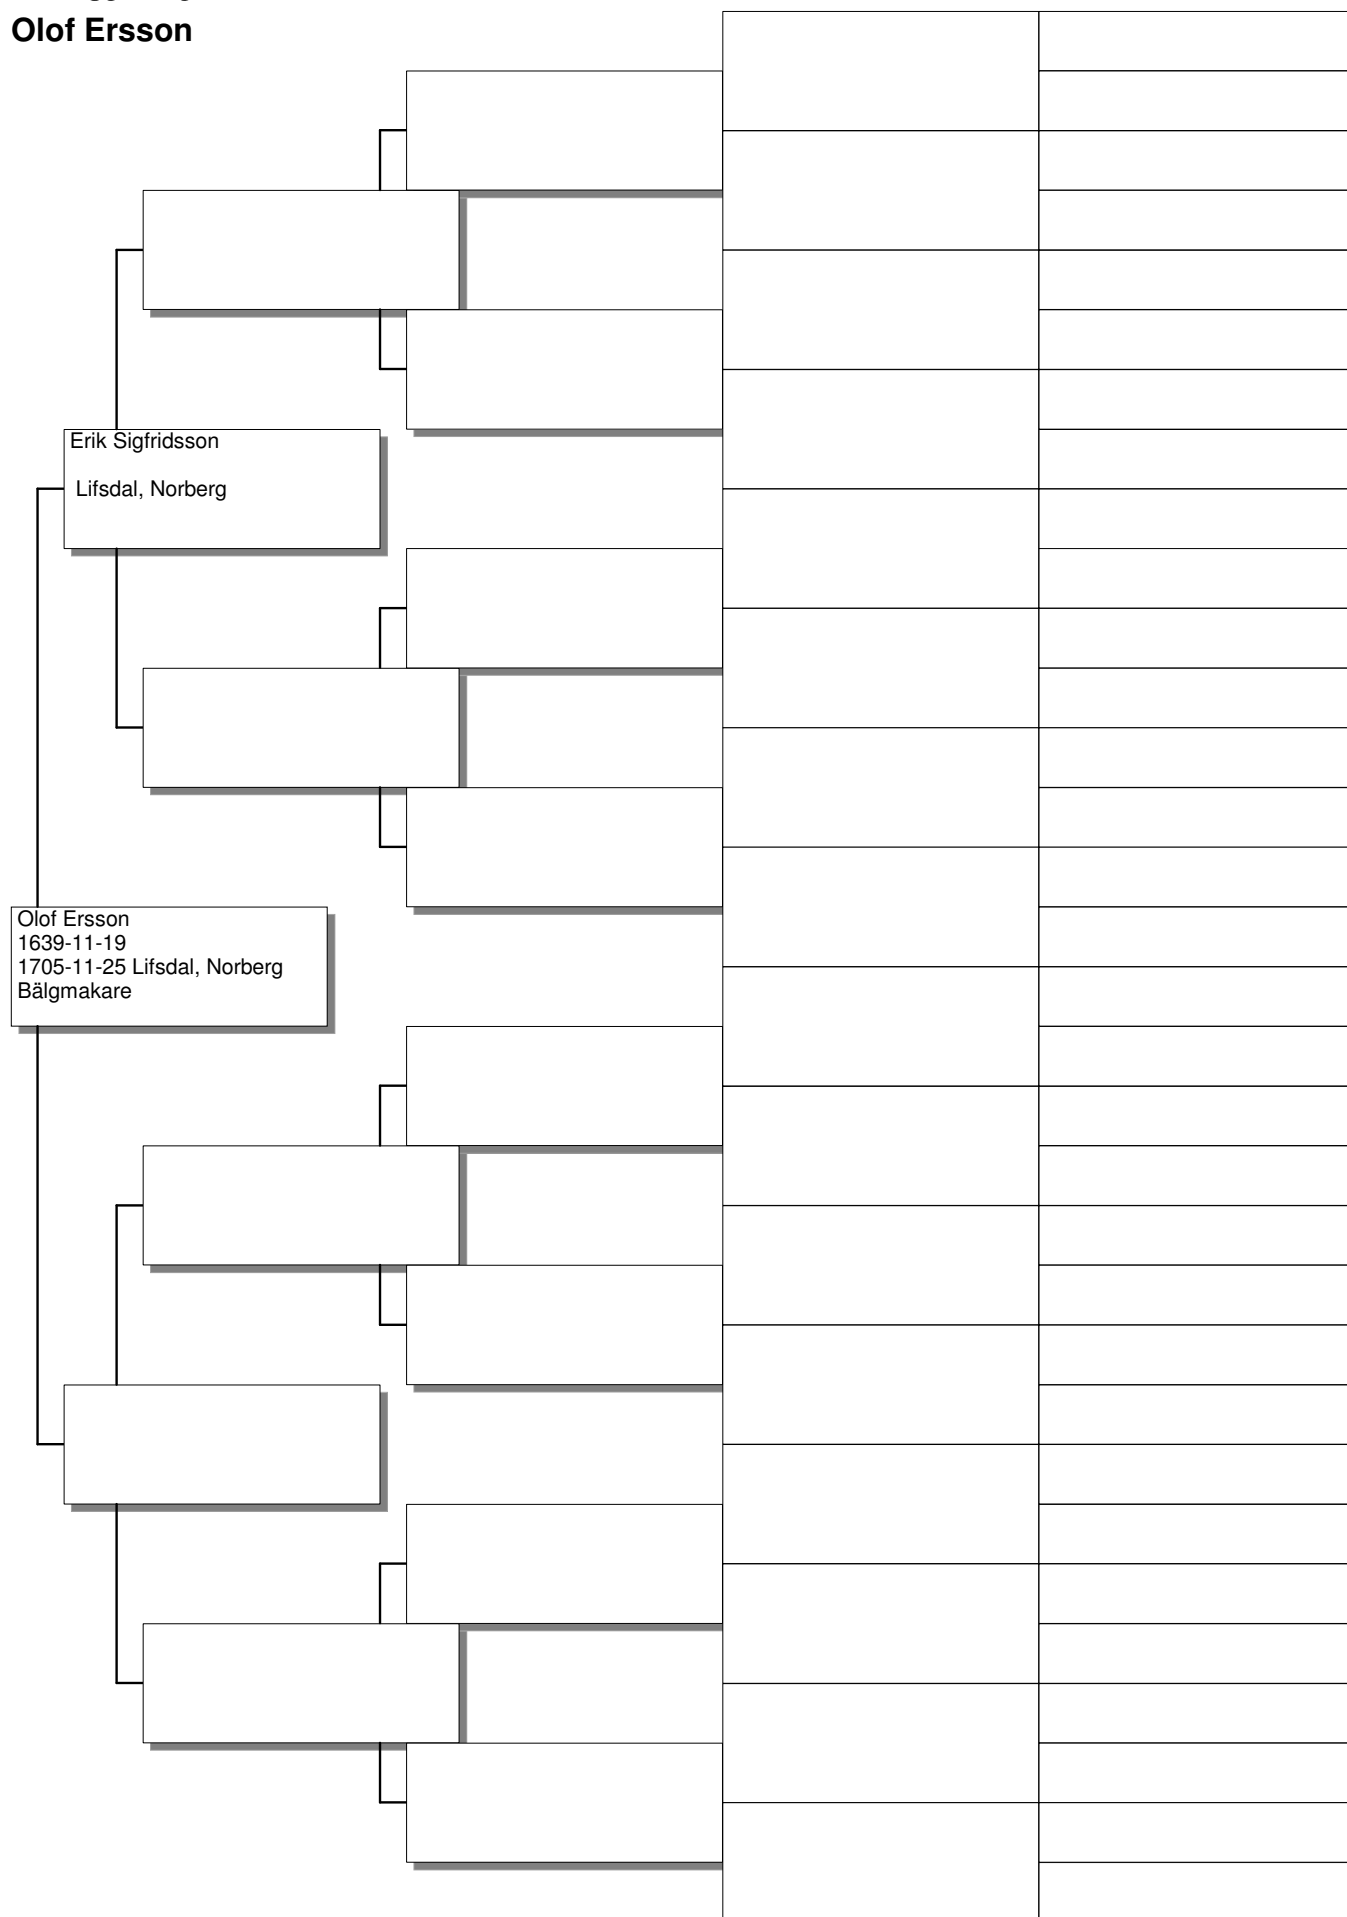 Olof Ersson
Erik Sigfridsson
Lifsdal, Norberg
Olof Ersson
1639-11-19
1705-11-25 Lifsdal, Norberg
Bälgmakare